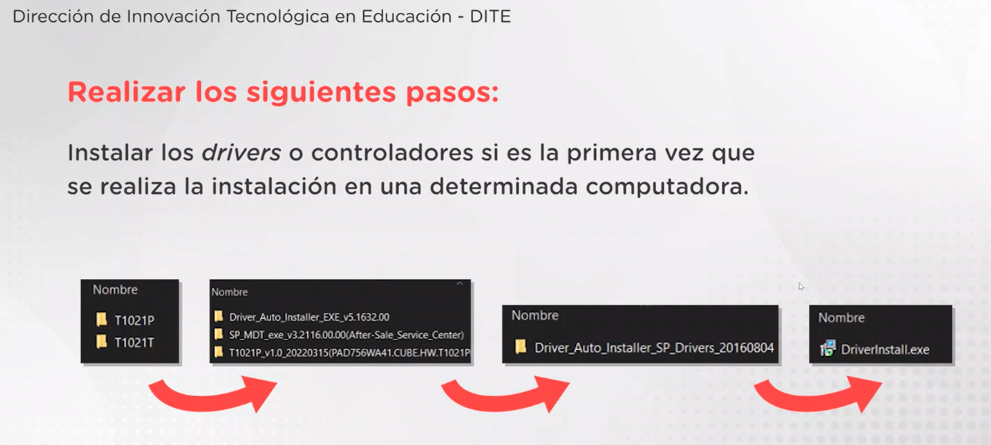 Dirección de Innovación Tecnológica en Educación - DITE
Realizar los siguientes pasos:
Instalar los drivers o controladores si es la primera vez que
se realiza la instalación en una determinada computadora.
Nombre
T1021P
T1021T
Nombre
Driver_Auto_Installer_EXE_v5.1632.00
SP_MDT_exe_v3.2116.00.00(After-Sale_Service_Center)
T1021P_v1.0_20220315(PAD756WA41.CUBE.HW.T1021P
Nombre
Driver_Auto_Installer_SP_Drivers_20160804
Nombre
DriverInstall.exe